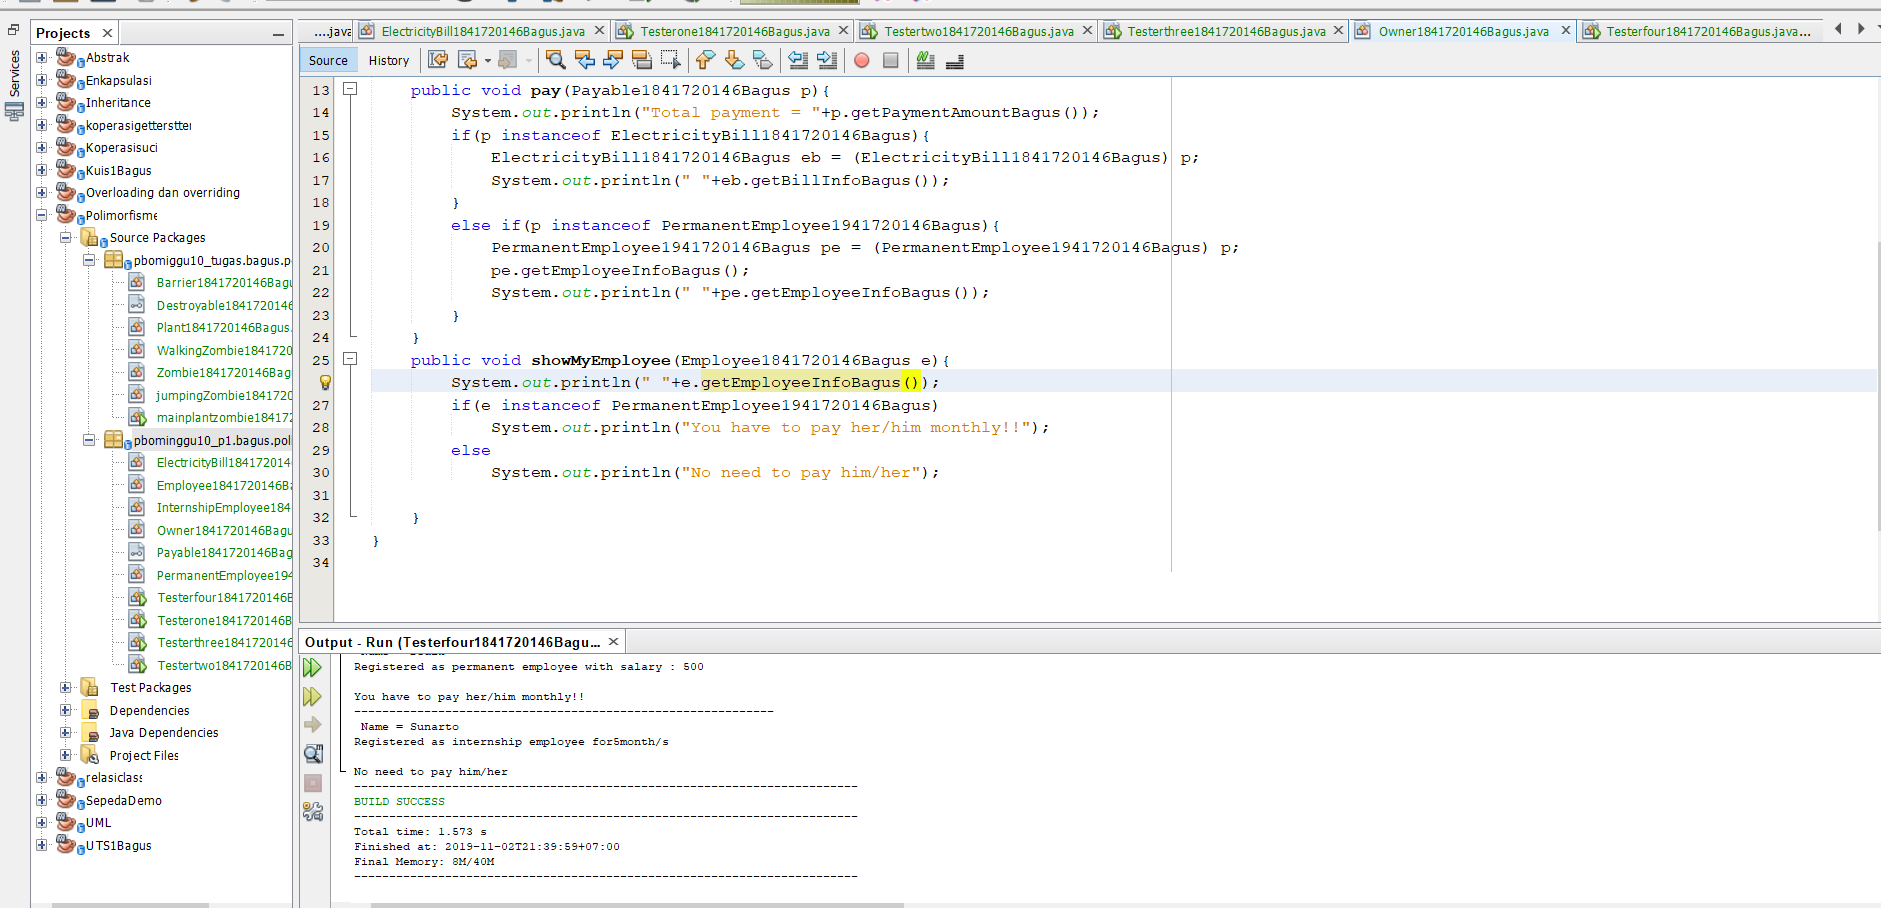 Services
Projects
Abstrak
Enkapsulasi
Inheritance
koperasigettersttei
Koperasisuci
Kuis1Bagus
Overloading dan overriding
Polimorfisme
Source Packages
pbomiggu10_tugas.bagus.p
Barrier1841720146Bagu
Destroyable184172014
Plant1841720146Bagus.
WalkingZombie184172
Zombie1841720146Bag
jumpingZombie184172
mainplantzombie18417
pbominggu10_p1.bagus.pol
ElectricityBill18417201
Employee1841720146B
InternshipEmployee184
Owner1841720146Bagu
Payable1841720146Bag
PermanentEmployee194
Testerfour1841720146
Testerone1841720146B
Testerthree184172014
Testertwo1841720146B
Test Packages
Dependencies
Java Dependencies
Project Files
relasiclass
SepedaDemo
UML
UTS1Bagus
....java
ElectricityBill1841720146Bagus.java
Testerone1841720146Bagus.java
Testertwo1841720146Bagus.java
Testerthree1841720146Bagus.java
Owner1841720146Bagus.java
Testerfour1841720146Bagus.java...
Source
History
13 public void pay(Payable1841720146Bagus p){
14 System.out.println("Total payment = "+p.getPaymentAmountBagus());
15 if(p instanceof ElectricityBill1841720146Bagus){
16 ElectricityBill1841720146Bagus eb = (ElectricityBill1841720146Bagus) p;
17 System.out.println(" "+eb.getBillInfoBagus());
18 }
19 else if(p instanceof PermanentEmployee1941720146Bagus){
20 PermanentEmployee1941720146Bagus pe = (PermanentEmployee1941720146Bagus) p;
21 pe.getEmployeeInfoBagus();
22 System.out.println(" "+pe.getEmployeeInfoBagus());
23 }
24 }
25 public void showMyEmployee(Employee1841720146Bagus e){
System.out.println(" "+e.getEmployeeInfoBagus());
27 if(e instanceof PermanentEmployee1941720146Bagus)
28 System.out.println("You have to pay her/him monthly!!");
29 else
30 System.out.println("No need to pay him/her");
31
32 }
33 }
34
Output - Run (Testerfour1841720146Bagu...
Registered as permanent employee with salary : 500
You have to pay her/him monthly!!
------------------------------------------------------------
Name = Sunarto
Registered as internship employee for5month/s
No need to pay him/her
------------------------------------------------------------------------
BUILD SUCCESS
------------------------------------------------------------------------
Total time: 1.573 s
Finished at: 2019-11-02T21:39:59+07:00
Final Memory: 8M/40M
------------------------------------------------------------------------